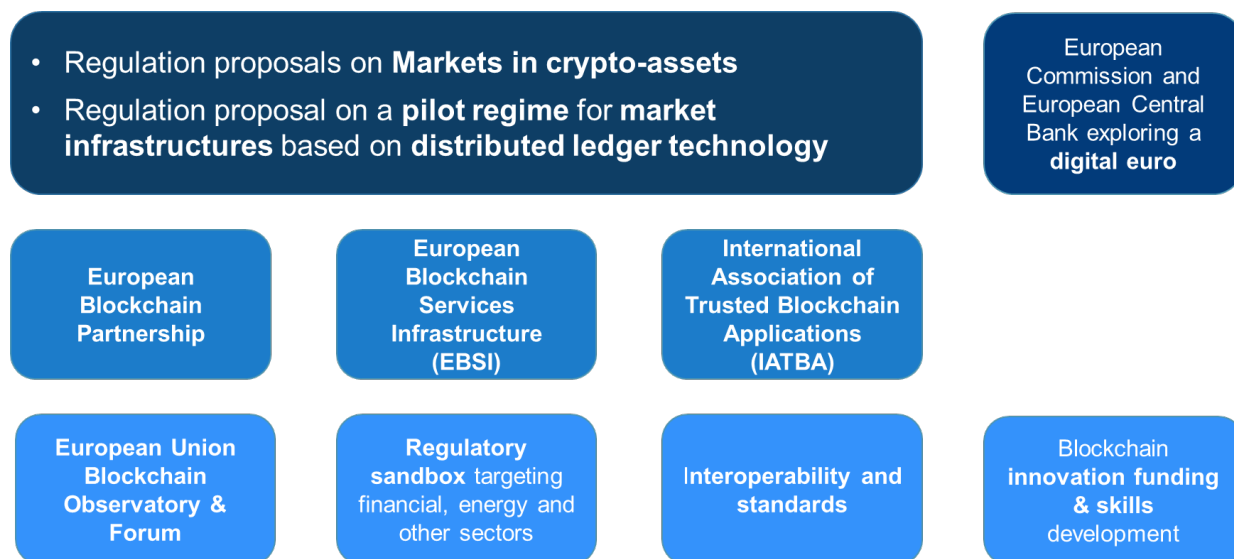 • Regulation proposals on Markets in crypto-assets
• Regulation proposal on a pilot regime for market
infrastructures based on distributed ledger technology
European
Commission and
European Central
Bank exploring a
digital euro
European
Blockchain
Partnership
European
Blockchain
Services
Infrastructure
(EBSI)
International
Association of
Trusted Blockchain
Applications
(IATBA)
European Union
Blockchain
Observatory &
Forum
Regulatory
sandbox targeting
financial, energy and
other sectors
Interoperability and
standards
Blockchain
innovation funding
& skills
development